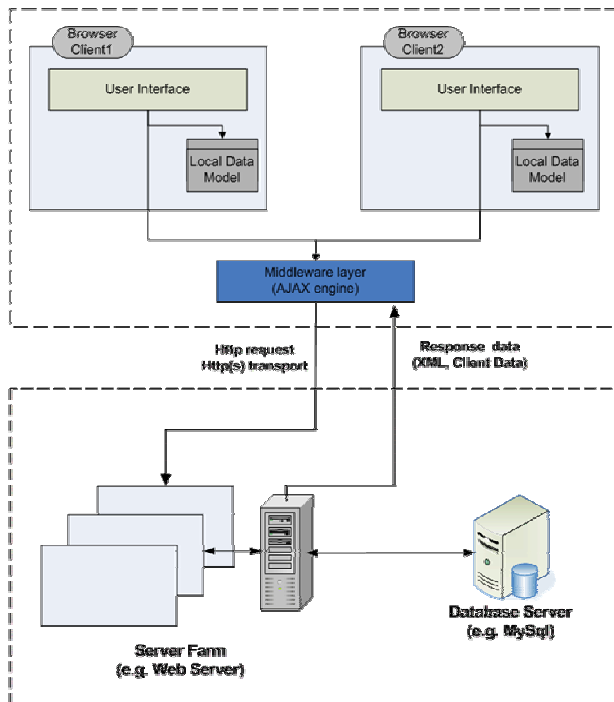 Browser
Client1
Browser
Client2
User Interface
User Interface
Local Data
Model
Local Data
Model
Middleware layer
(AJAX engine)
Http request
Http(s) transport
Response data
(XML, Client Data)
Database Server
(e.g. MySql)
Server Farm
(e.g. Web Server)